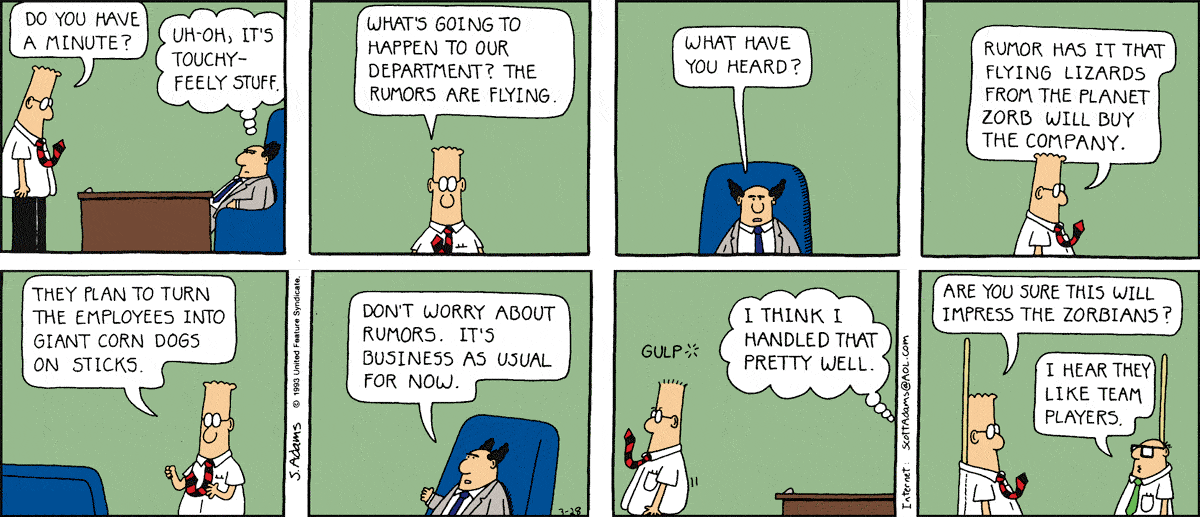 DO YOU HAVE
A MINUTE?
UH-OH, IT'S
TOUCHY-
FEELY STUFF.
WHAT'S GOING TO
HAPPEN TO OUR
DEPARTMENT? THE
RUMORS ARE FLYING.
WHAT HAVE
YOU HEARD?
RUMOR HAS IT THAT
FLYING LIZARDS
FROM THE PLANET
ZORB WILL BUY
THE COMPANY.
THEY PLAN TO TURN
THE EMPLOYEES INTO
GIANT CORN DOGS
ON STICKS.
S. Adams © 1993 United Feature Syndicate.
DON'T WORRY ABOUT
RUMORS. IT'S
BUSINESS AS USUAL
FOR NOW.
3-28
GULP
I THINK I
HANDLED THAT
PRETTY WELL.
Internet: ScottAdams@AOL.com
ARE YOU SURE THIS WILL
IMPRESS THE ZORBIANS?
I HEAR THEY
LIKE TEAM
PLAYERS.